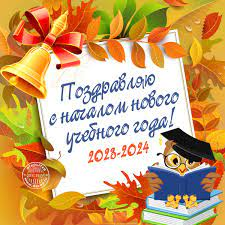 Поздравляю
с началом нового
учебного года!
2023-2024